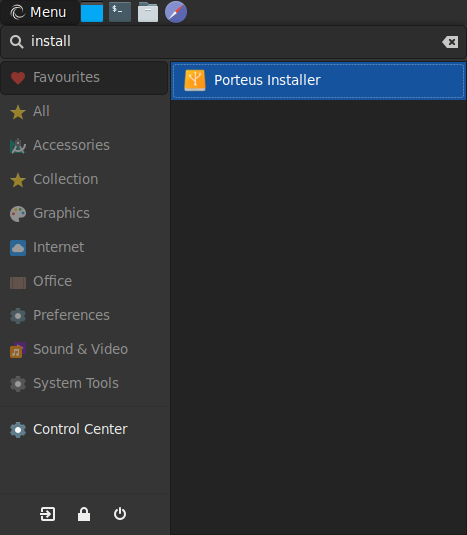 Menu
install
Favourites
Porteus Installer
All
Accessories
Collection
Graphics
Internet
Office
Preferences
Sound & Video
System Tools
Control Center